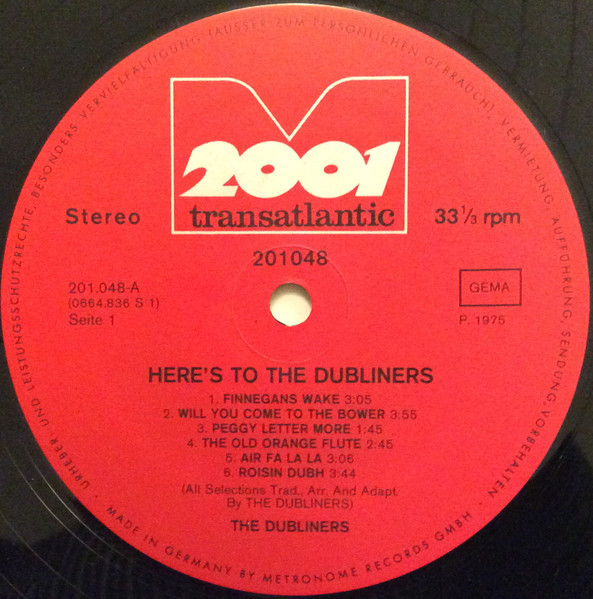 URHEBER- UND LEISTUNGSSCHUTZRECHTE, BESONDERS VERVIELFÄLTIGUNG (AUSSER ZUM PERSÖNLICHEN GEBRAUCH), VERMIETUNG, AUFFÜHRUNG, SENDUNG, VORBEHALTEN
2001
transatlantic
Stereo
33 ⅓ rpm
201048
201.048-A
(0664.836 S 1)
Seite 1
GEMA
P. 1975
HERE'S TO THE DUBLINERS
1. FINNEGANS WAKE 3:05
2. WILL YOU COME TO THE BOWER 3:55
3. PEGGY LETTER MORE 1:45
4. THE OLD ORANGE FLUTE 2:45
5. AIR FA LA LA 3:06
6. ROISIN DUBH 3:44
(All Selections Trad., Arr. And Adapt.
By THE DUBLINERS)
THE DUBLINERS
· MADE IN GERMANY BY METRONOME RECORDS GMBH ·